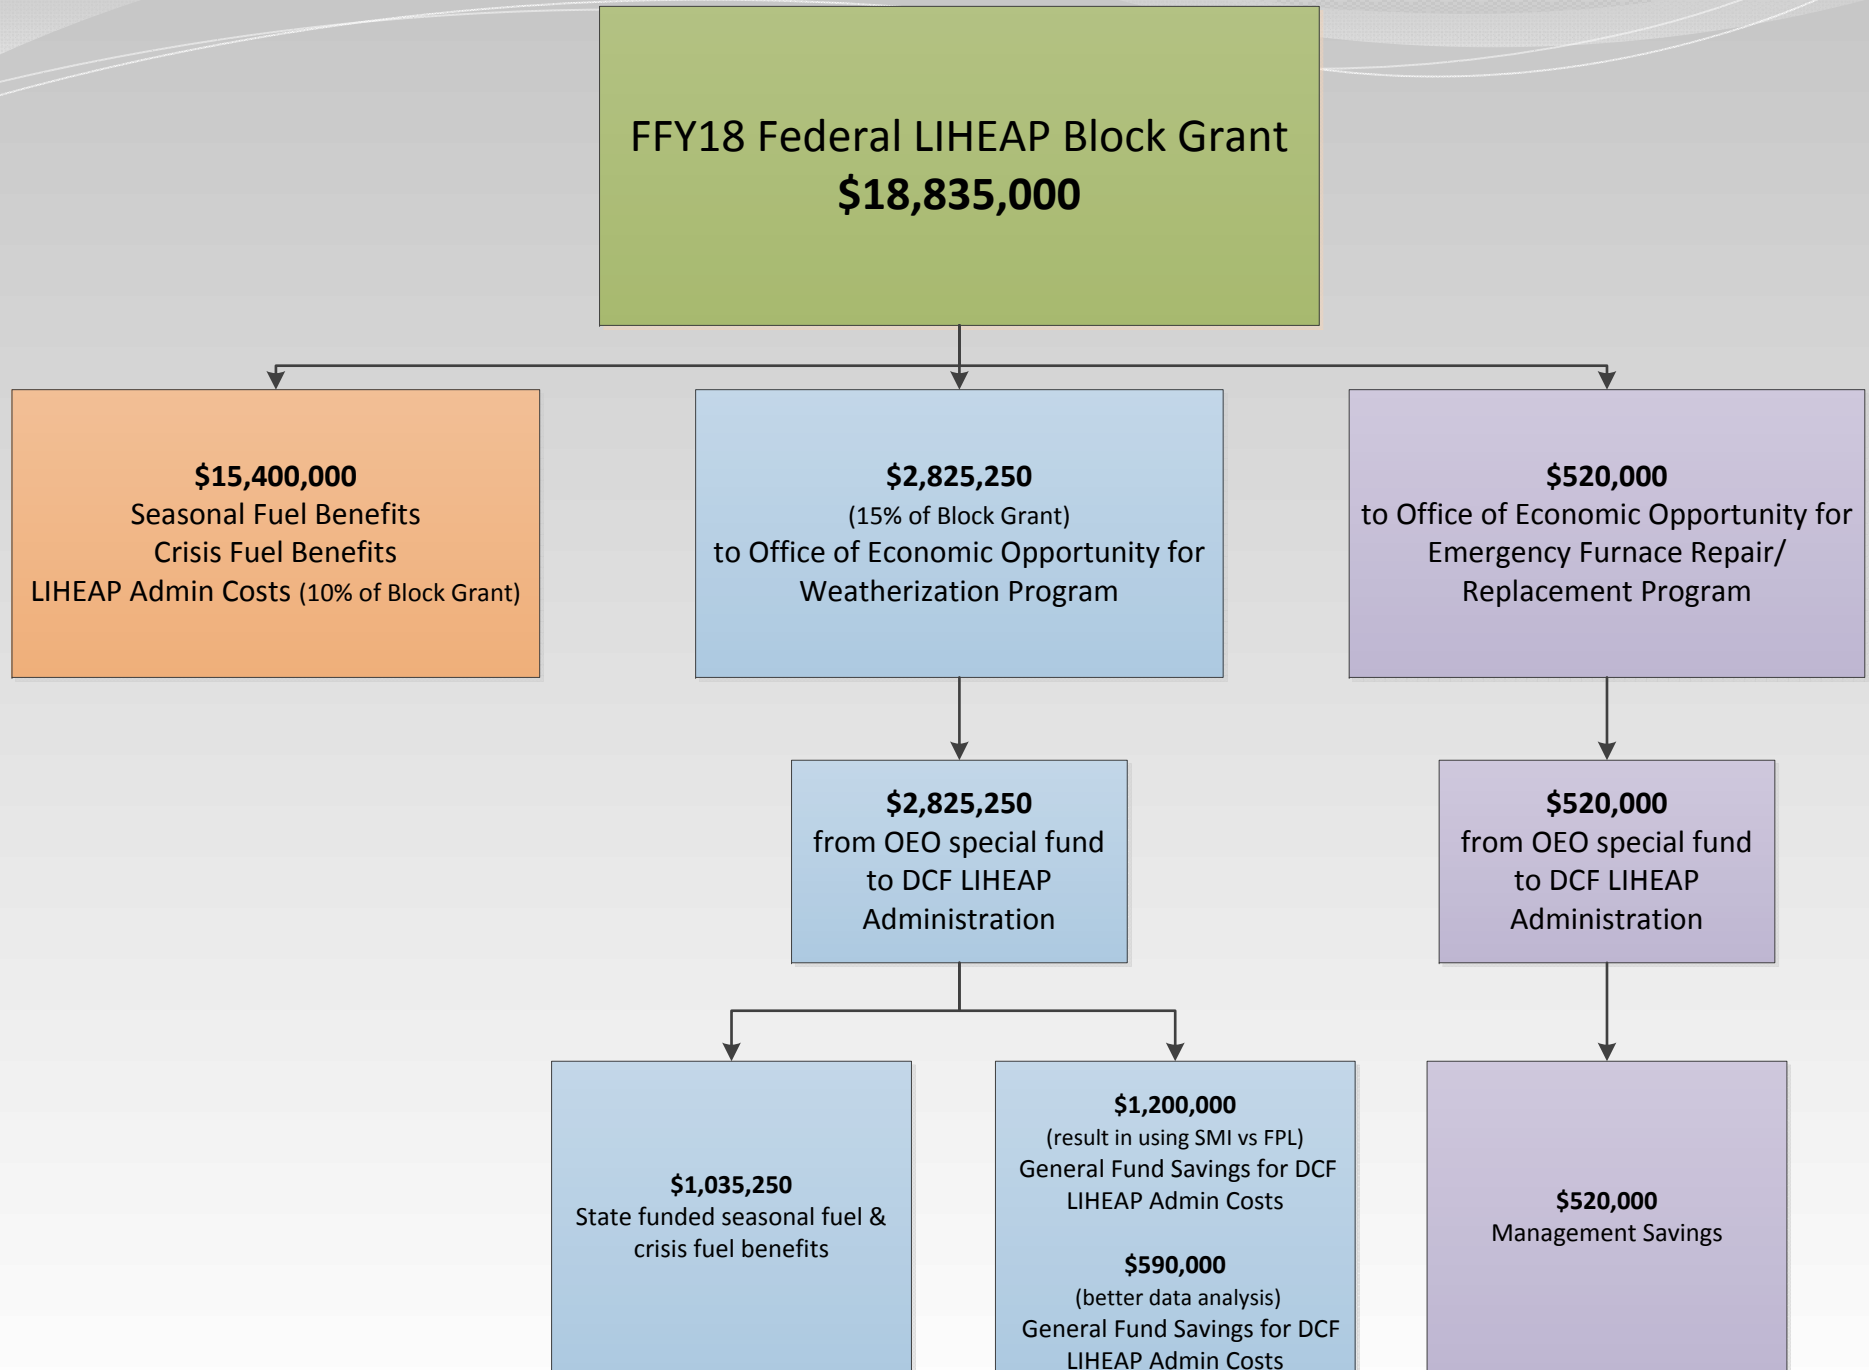 FFY18 Federal LIHEAP Block Grant
$18,835,000
$15,400,000
Seasonal Fuel Benefits
Crisis Fuel Benefits
LIHEAP Admin Costs (10% of Block Grant)
$2,825,250
(15% of Block Grant)
to Office of Economic Opportunity for
Weatherization Program
$520,000
to Office of Economic Opportunity for
Emergency Furnace Repair/
Replacement Program
$2,825,250
from OEO special fund
to DCF LIHEAP
Administration
$520,000
from OEO special fund
to DCF LIHEAP
Administration
$1,035,250
State funded seasonal fuel &
crisis fuel benefits
$1,200,000
(result in using SMI vs FPL)
General Fund Savings for DCF
LIHEAP Admin Costs
$590,000
(better data analysis)
General Fund Savings for DCF
LIHEAP Admin Costs
$520,000
Management Savings